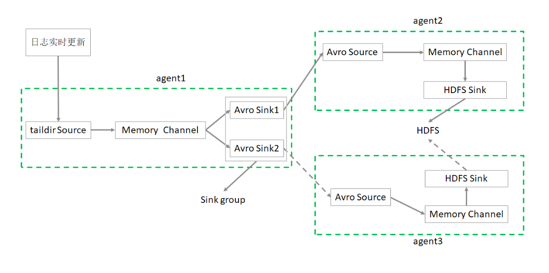 日志实时更新
agent1
taildir Source
Memory Channel
Avro Sink1
Avro Sink2
Sink group
agent2
Avro Source
Memory Channel
HDFS Sink
HDFS
HDFS Sink
Avro Source
Memory Channel
agent3